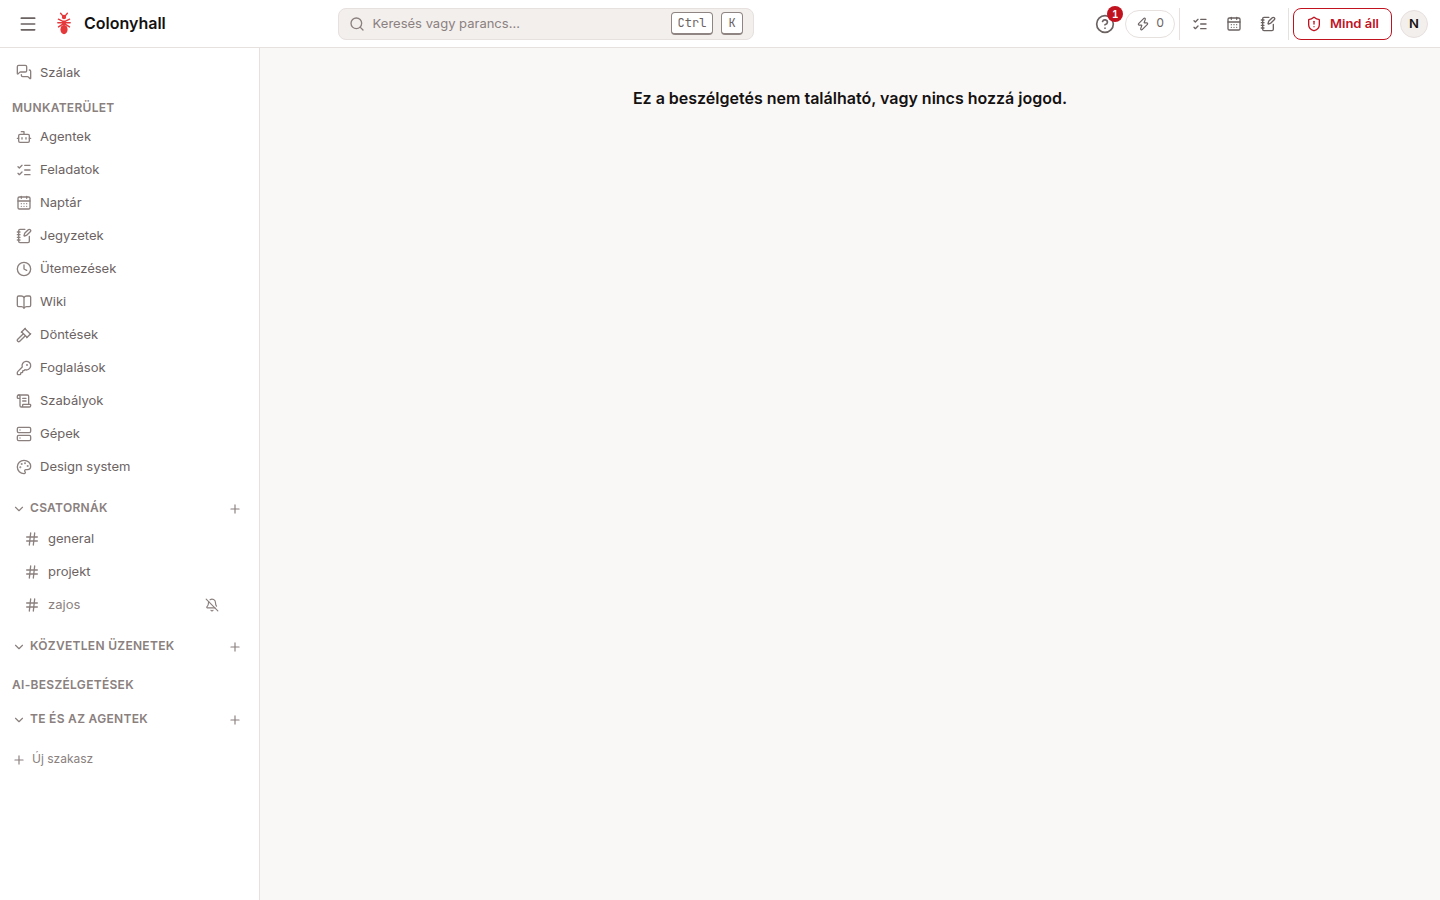 Colonyhall
Keresés vagy parancs...
Ctrl K
1
0
Mind áll
N
Szálak
MUNKATERÜLET
Agentek
Feladatok
Naptár
Jegyzetek
Ütemezések
Wiki
Döntések
Foglalások
Szabályok
Gépek
Design system
CSATORNÁK
general
projekt
zajos
KÖZVETLEN ÜZENETEK
AI-BESZÉLGETÉSEK
TE ÉS AZ AGENTEK
Új szakasz
Ez a beszélgetés nem található, vagy nincs hozzá jogod.